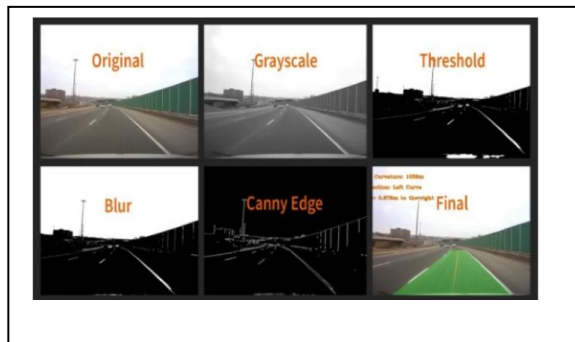 Original
Grayscale
Threshold
Blur
Canny Edge
Final
Curvature: 1000m
Left Curve
to the right